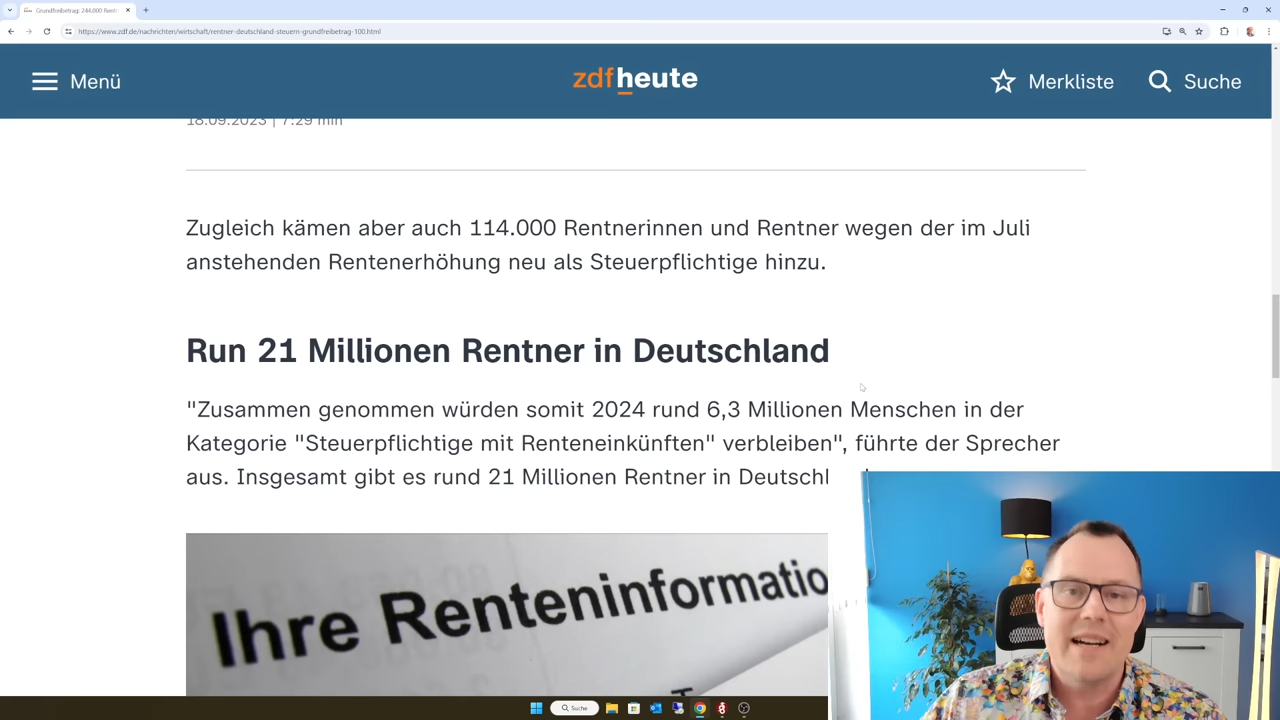 Grundfreibetrag: 244.000 Rentn
https://www.zdf.de/nachrichten/wirtschaft/rentner-deutschland-steuern-grundfreibetrag-100.html
Menü
zdfheute
Merkliste
Suche
18.09.2023 | 7:29 min
Zugleich kämen aber auch 114.000 Rentnerinnen und Rentner wegen der im Juli
anstehenden Rentenerhöhung neu als Steuerpflichtige hinzu.
Run 21 Millionen Rentner in Deutschland
"Zusammen genommen würden somit 2024 rund 6,3 Millionen Menschen in der
Kategorie "Steuerpflichtige mit Renteneinkünften" verbleiben", führte der Sprecher
aus. Insgesamt gibt es rund 21 Millionen Rentner in Deutschl
Ihre Renteninformatio
Suche